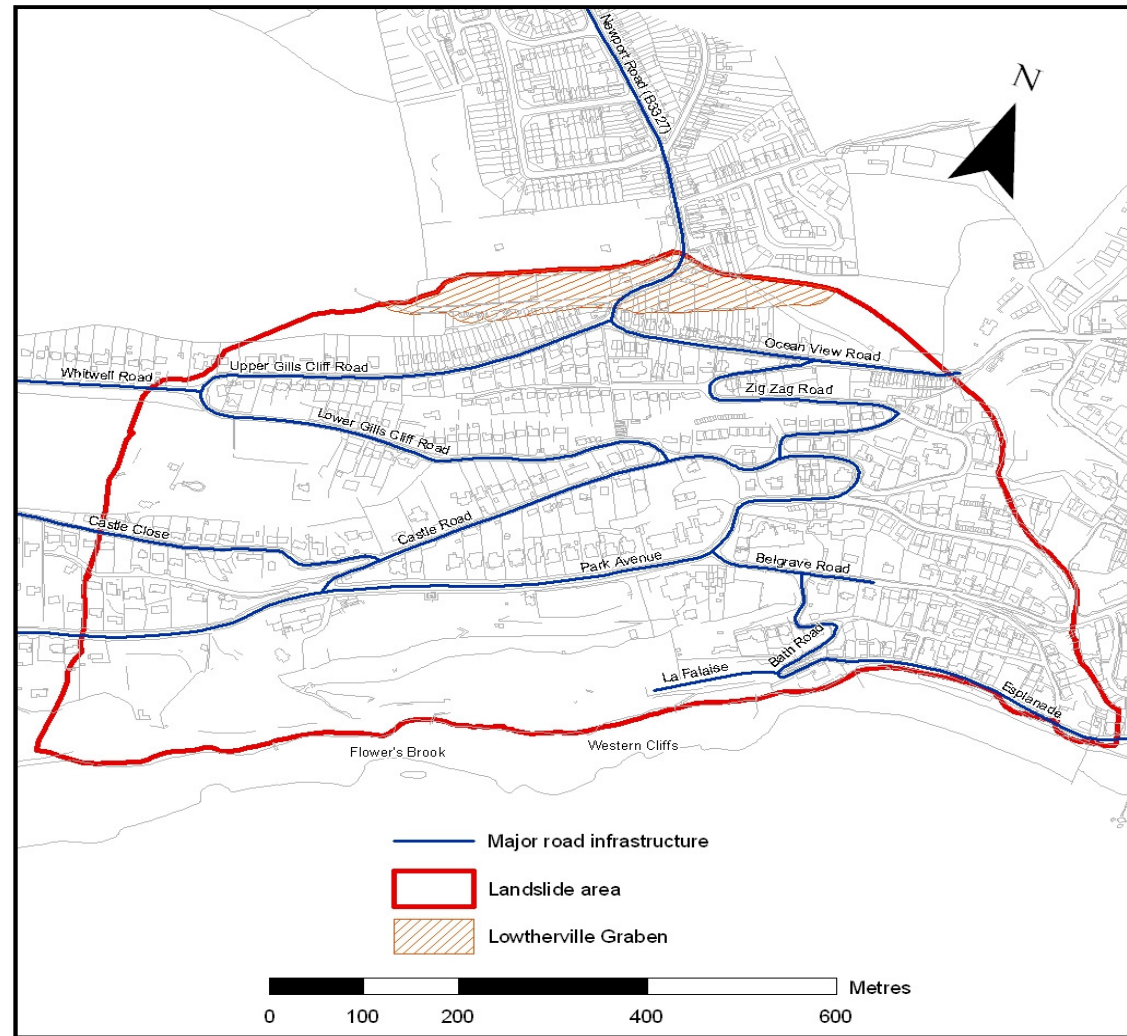 Newport Road (B3327)
N
Ocean View Road
Upper Gills Cliff Road
Whitwell Road
Zig Zag Road
Lower Gills Cliff Road
Castle Close
Castle Road
Park Avenue
Belgrave Road
Bath Road
La Falaise
Esplanade
Flower's Brook
Western Cliffs
Major road infrastructure
Landslide area
Lowtherville Graben
Metres
0 100 200 400 600